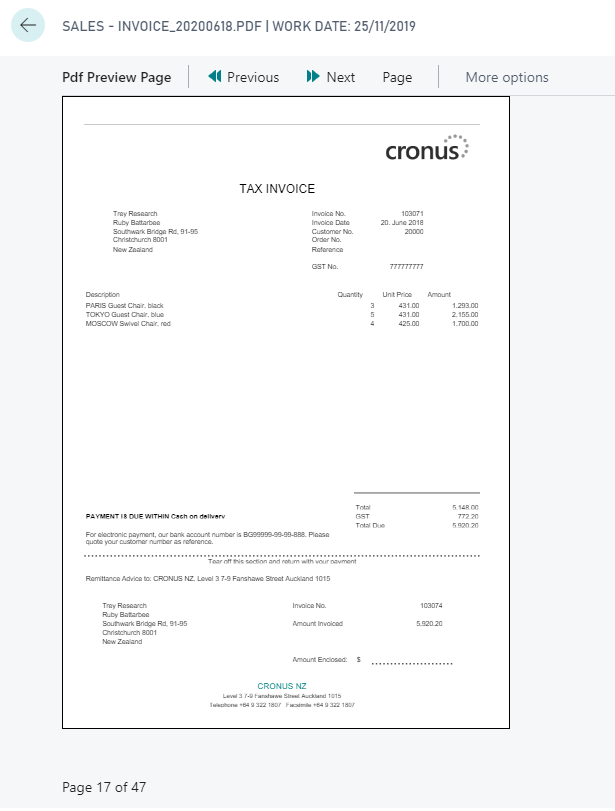 SALES - INVOICE_20200618.PDF | WORK DATE: 25/11/2019
Pdf Preview Page Previous Next Page More options
cronus
TAX INVOICE
Trey Research Invoice No. 103071
Ruby Battarbee Invoice Date 20. June 2018
Southwark Bridge Rd, 91-95 Customer No. 20000
Christchurch 8001 Order No.
New Zealand Reference
GST No. 777777777
Description Quantity Unit Price Amount
PARIS Guest Chair. black 3 431.00 1.293.00
TOKYO Guest Chair. blue 5 431.00 2.155.00
MOSCOW Swivel Chair. red 4 425.00 1.700.00
Total 5.148.00
PAYMENT IS DUE WITHIN Cash on delivery GST 772.20
Total Due 5.920.20
For electronic payment, our bank account number is BG99999-99-99-888. Please
quote your customer number as reference.
Tear off this section and return with your payment
Remittance Advice to: CRONUS NZ, Level 3 7-9 Fanshawe Street Auckland 1015
Trey Research Invoice No. 103074
Ruby Battarbee
Southwark Bridge Rd, 91-95 Amount Invoiced 5,920.20
Christchurch 8001
New Zealand
Amount Enclosed: $
CRONUS NZ
Level 3 7-9 Fanshawe Street Auckland 1015
Telephone +64 9 322 1807 Facsimile +64 9 322 1807
Page 17 of 47